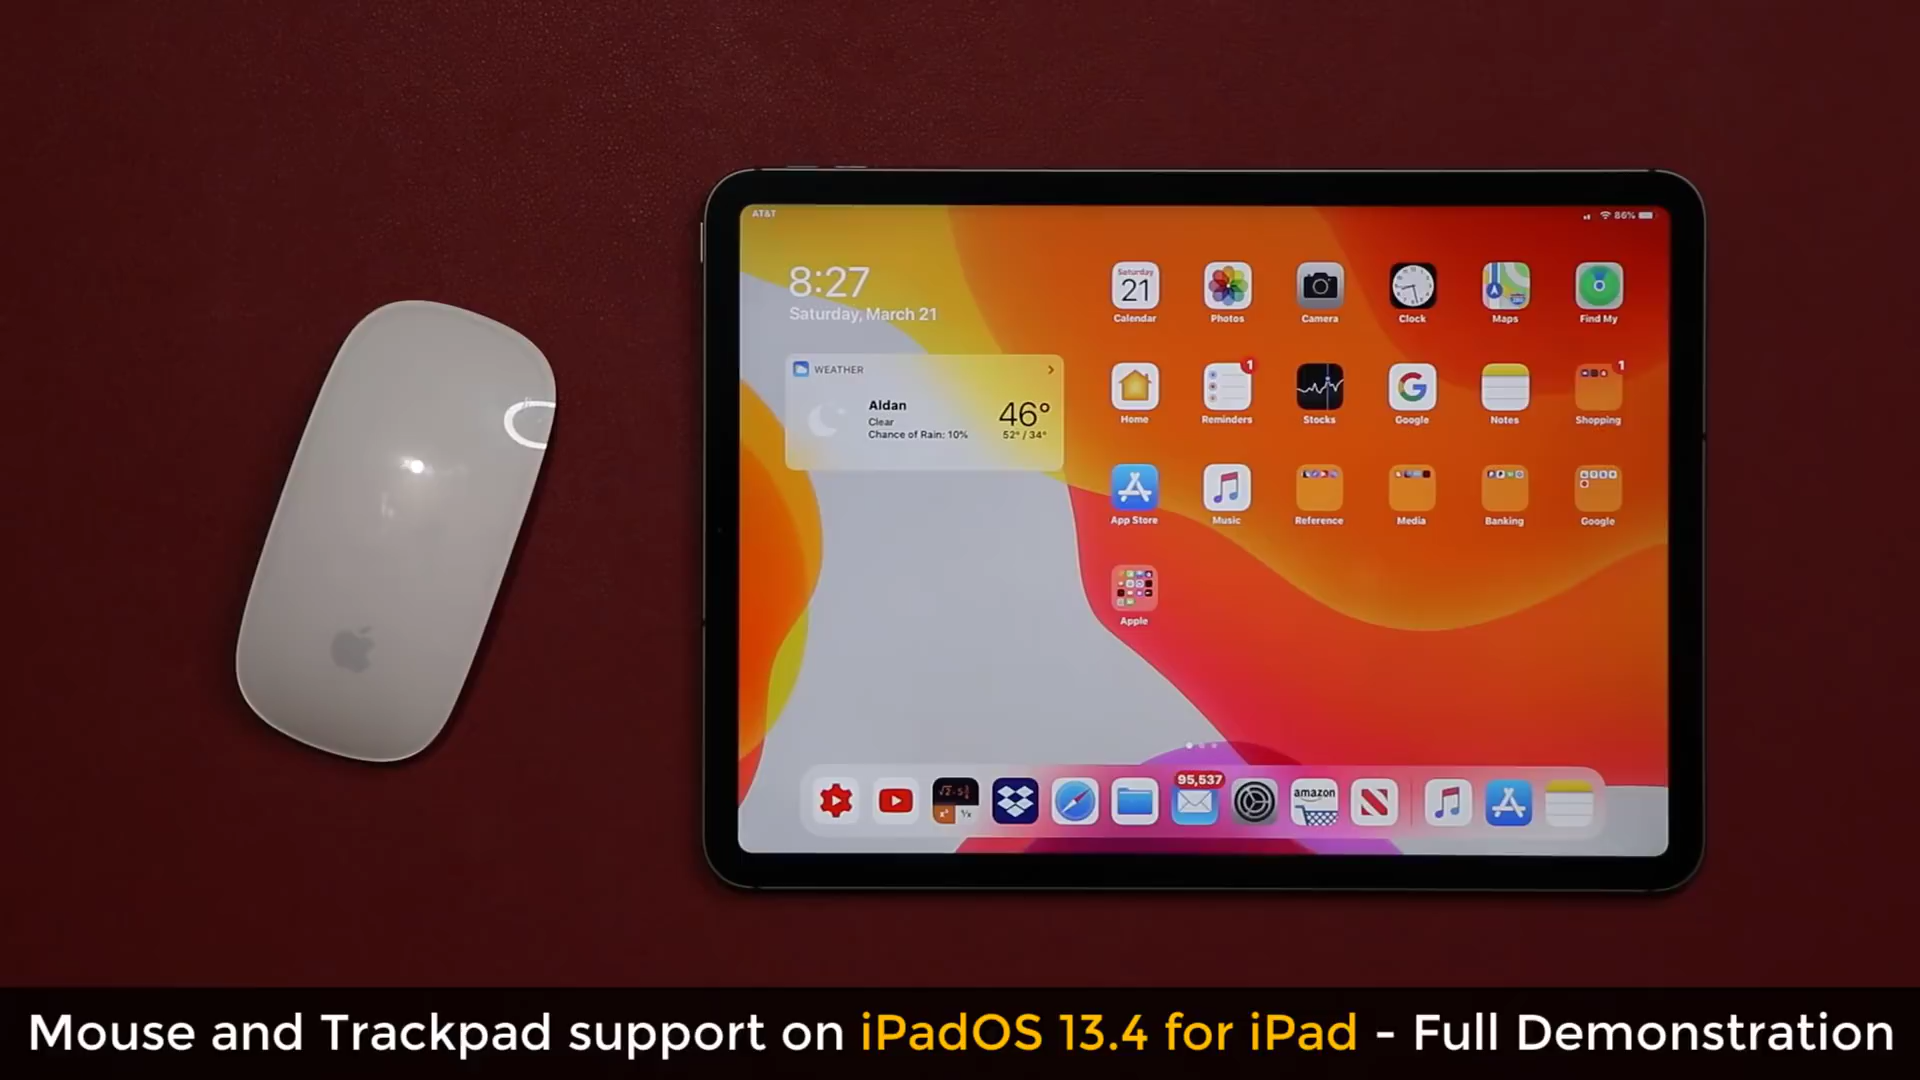 AT&T
86%
8:27
Saturday, March 21
WEATHER
Aldan
Clear
Chance of Rain: 10%
46°
52° / 34°
Saturday
21
Calendar
Photos
Camera
Clock
Maps
Find My
Home
1
Reminders
Stocks
G
Google
Notes
1
Shopping
App Store
Music
Reference
Media
Banking
Google
Apple
95,537
amazon
Mouse and Trackpad support on iPadOS 13.4 for iPad - Full Demonstration